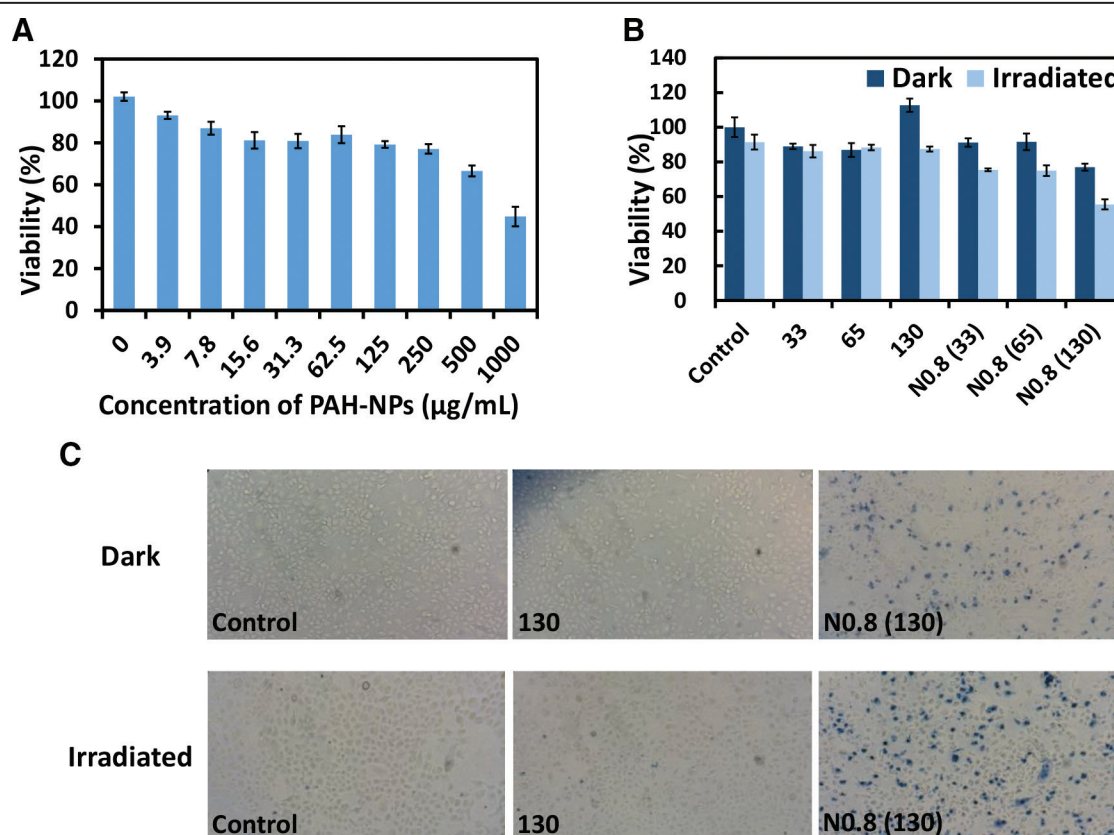 A
120
100
80
60
40
20
0
Viability (%)
0 3.9 7.8 15.6 31.3 62.5 125 250 500 1000
Concentration of PAH-NPs (µg/mL)
B
140
120
100
80
60
40
20
0
Viability (%)
Dark Irradiated
Control 33 65 130 N0.8 (33) N0.8 (65) N0.8 (130)
C
Dark
Control 130 N0.8 (130)
Irradiated
Control 130 N0.8 (130)